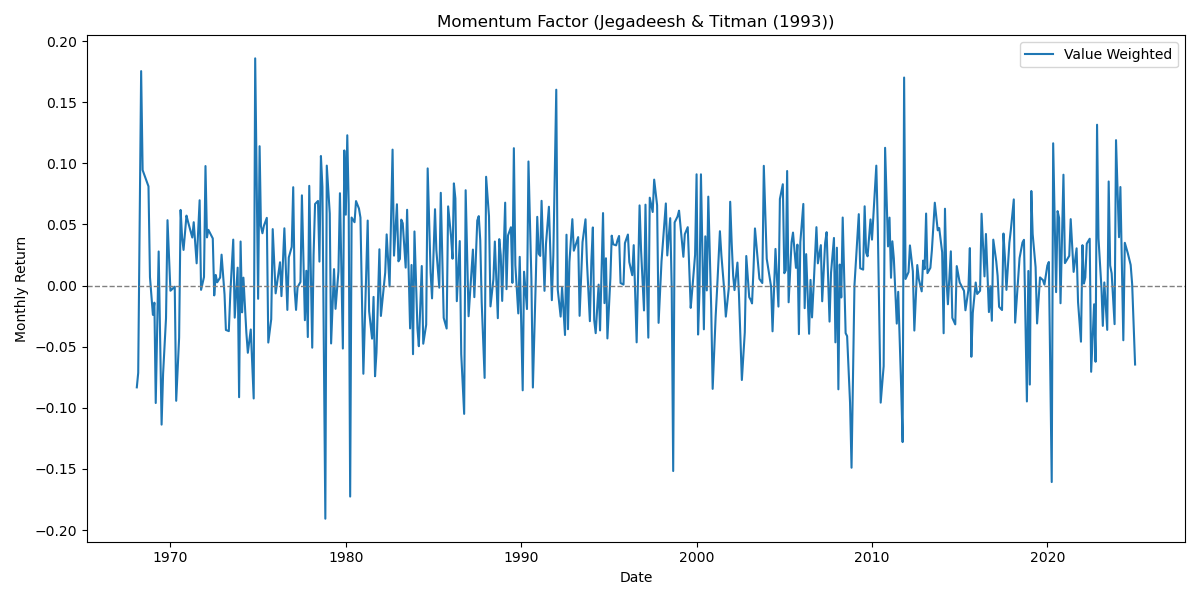 Momentum Factor (Jegadeesh & Titman (1993))
Value Weighted
Monthly Return
0.20
0.15
0.10
0.05
0.00
−0.05
−0.10
−0.15
−0.20
1970 1980 1990 2000 2010 2020
Date